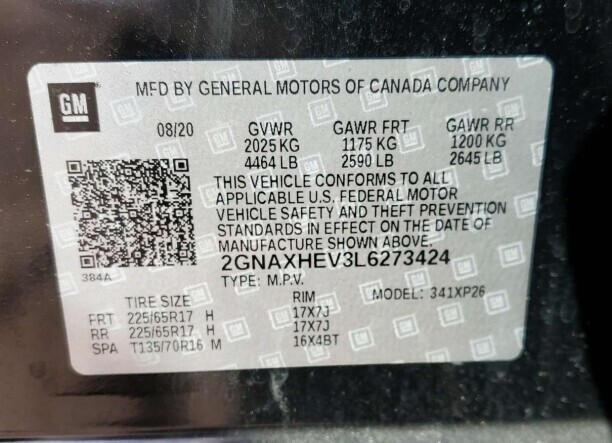 GM
MFD BY GENERAL MOTORS OF CANADA COMPANY
08/20 GVWR GAWR FRT GAWR RR
2025 KG 1175 KG 1200 KG
4464 LB 2590 LB 2645 LB
THIS VEHICLE CONFORMS TO ALL
APPLICABLE U.S. FEDERAL MOTOR
VEHICLE SAFETY AND THEFT PREVENTION
STANDARDS IN EFFECT ON THE DATE OF
MANUFACTURE SHOWN ABOVE.
2GNAXHEV3L6273424
384A TYPE: M.P.V. MODEL: 341XP26
TIRE SIZE RIM
FRT 225/65R17 H 17X7J
RR 225/65R17 H 17X7J
SPA T135/70R16 M 16X4BT